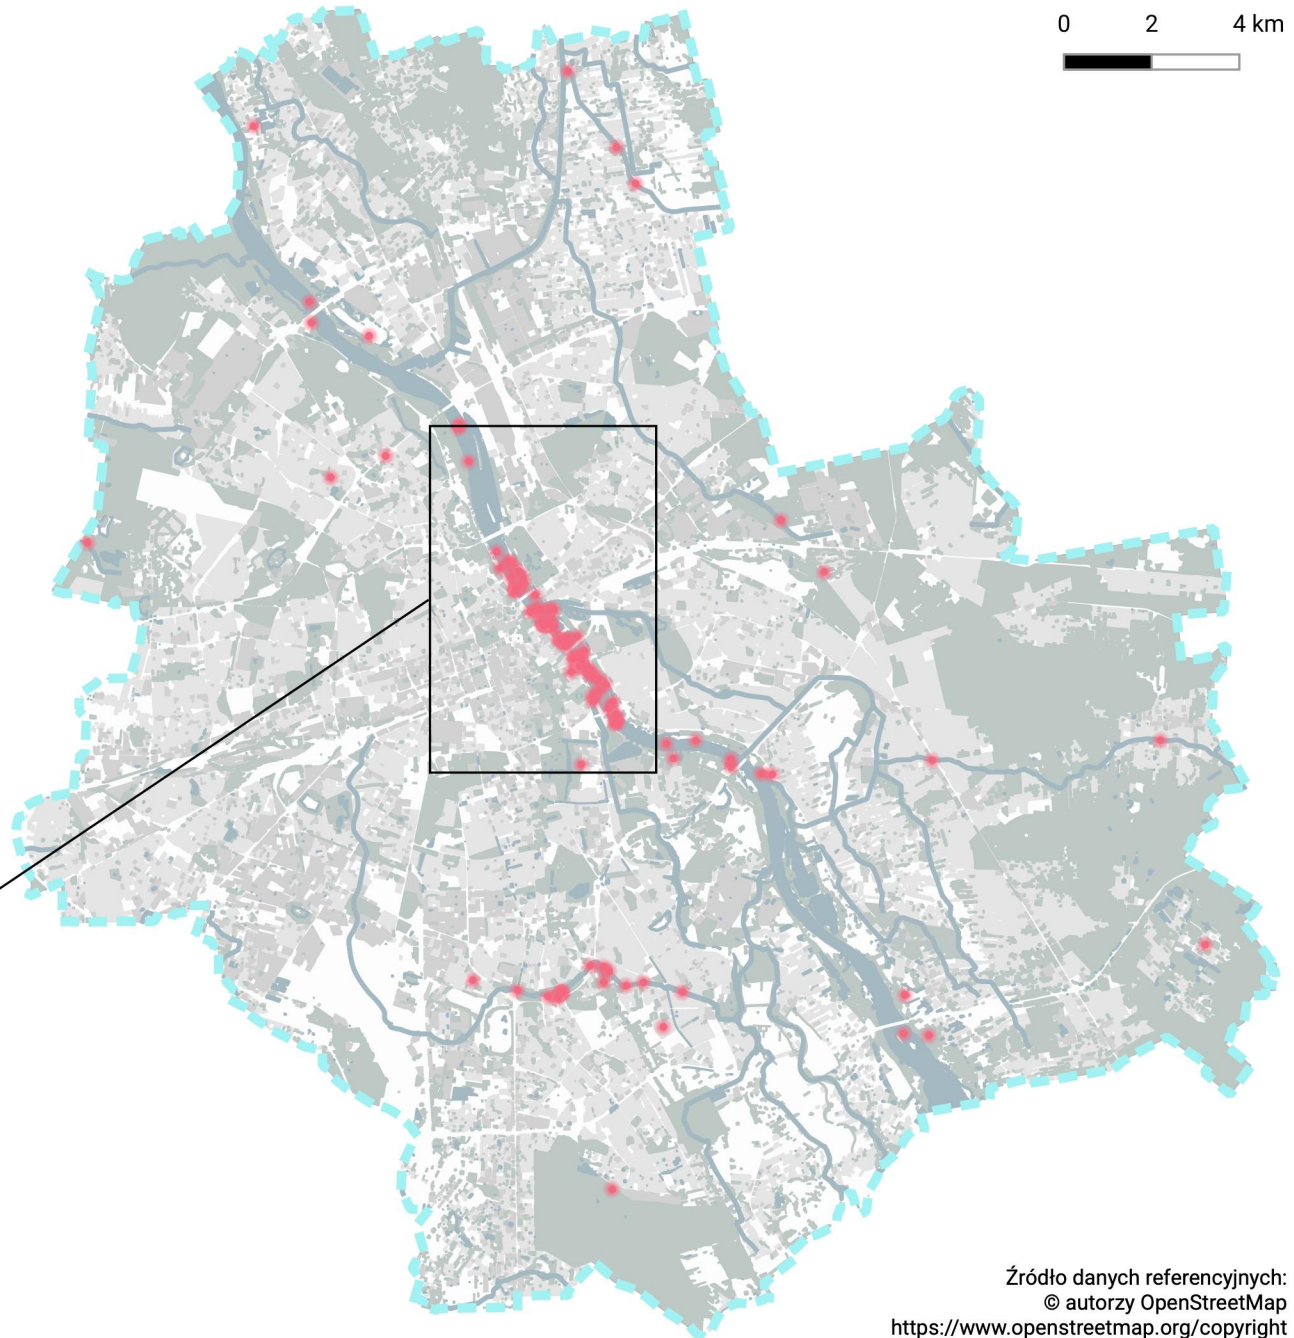 0 2 4 km
Źródło danych referencyjnych:
© autorzy OpenStreetMap
https://www.openstreetmap.org/copyright